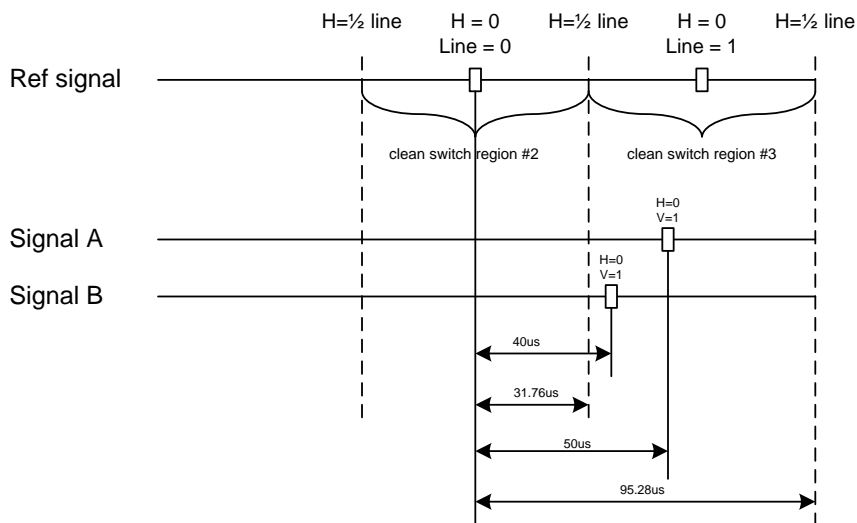 H=½ line
H = 0
Line = 0
H=½ line
H = 0
Line = 1
H=½ line
Ref signal
clean switch region #2
clean switch region #3
H=0
V=1
Signal A
H=0
V=1
Signal B
40us
31.76us
50us
95.28us